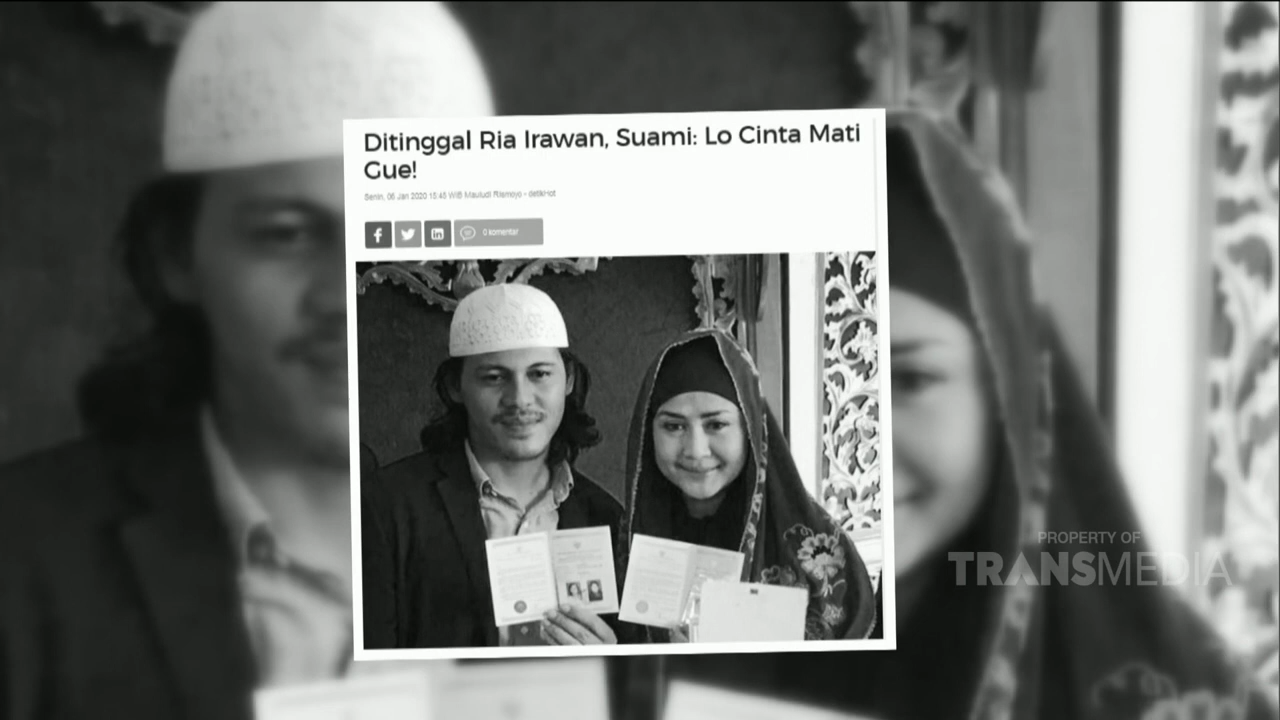 Ditinggal Ria Irawan, Suami: Lo Cinta Mati
Gue!
Senin, 06 Jan 2020 15:45 WIB Mauludi Rismoyo - detikHot
0 komentar
PROPERTY OF
TRANSMEDIA